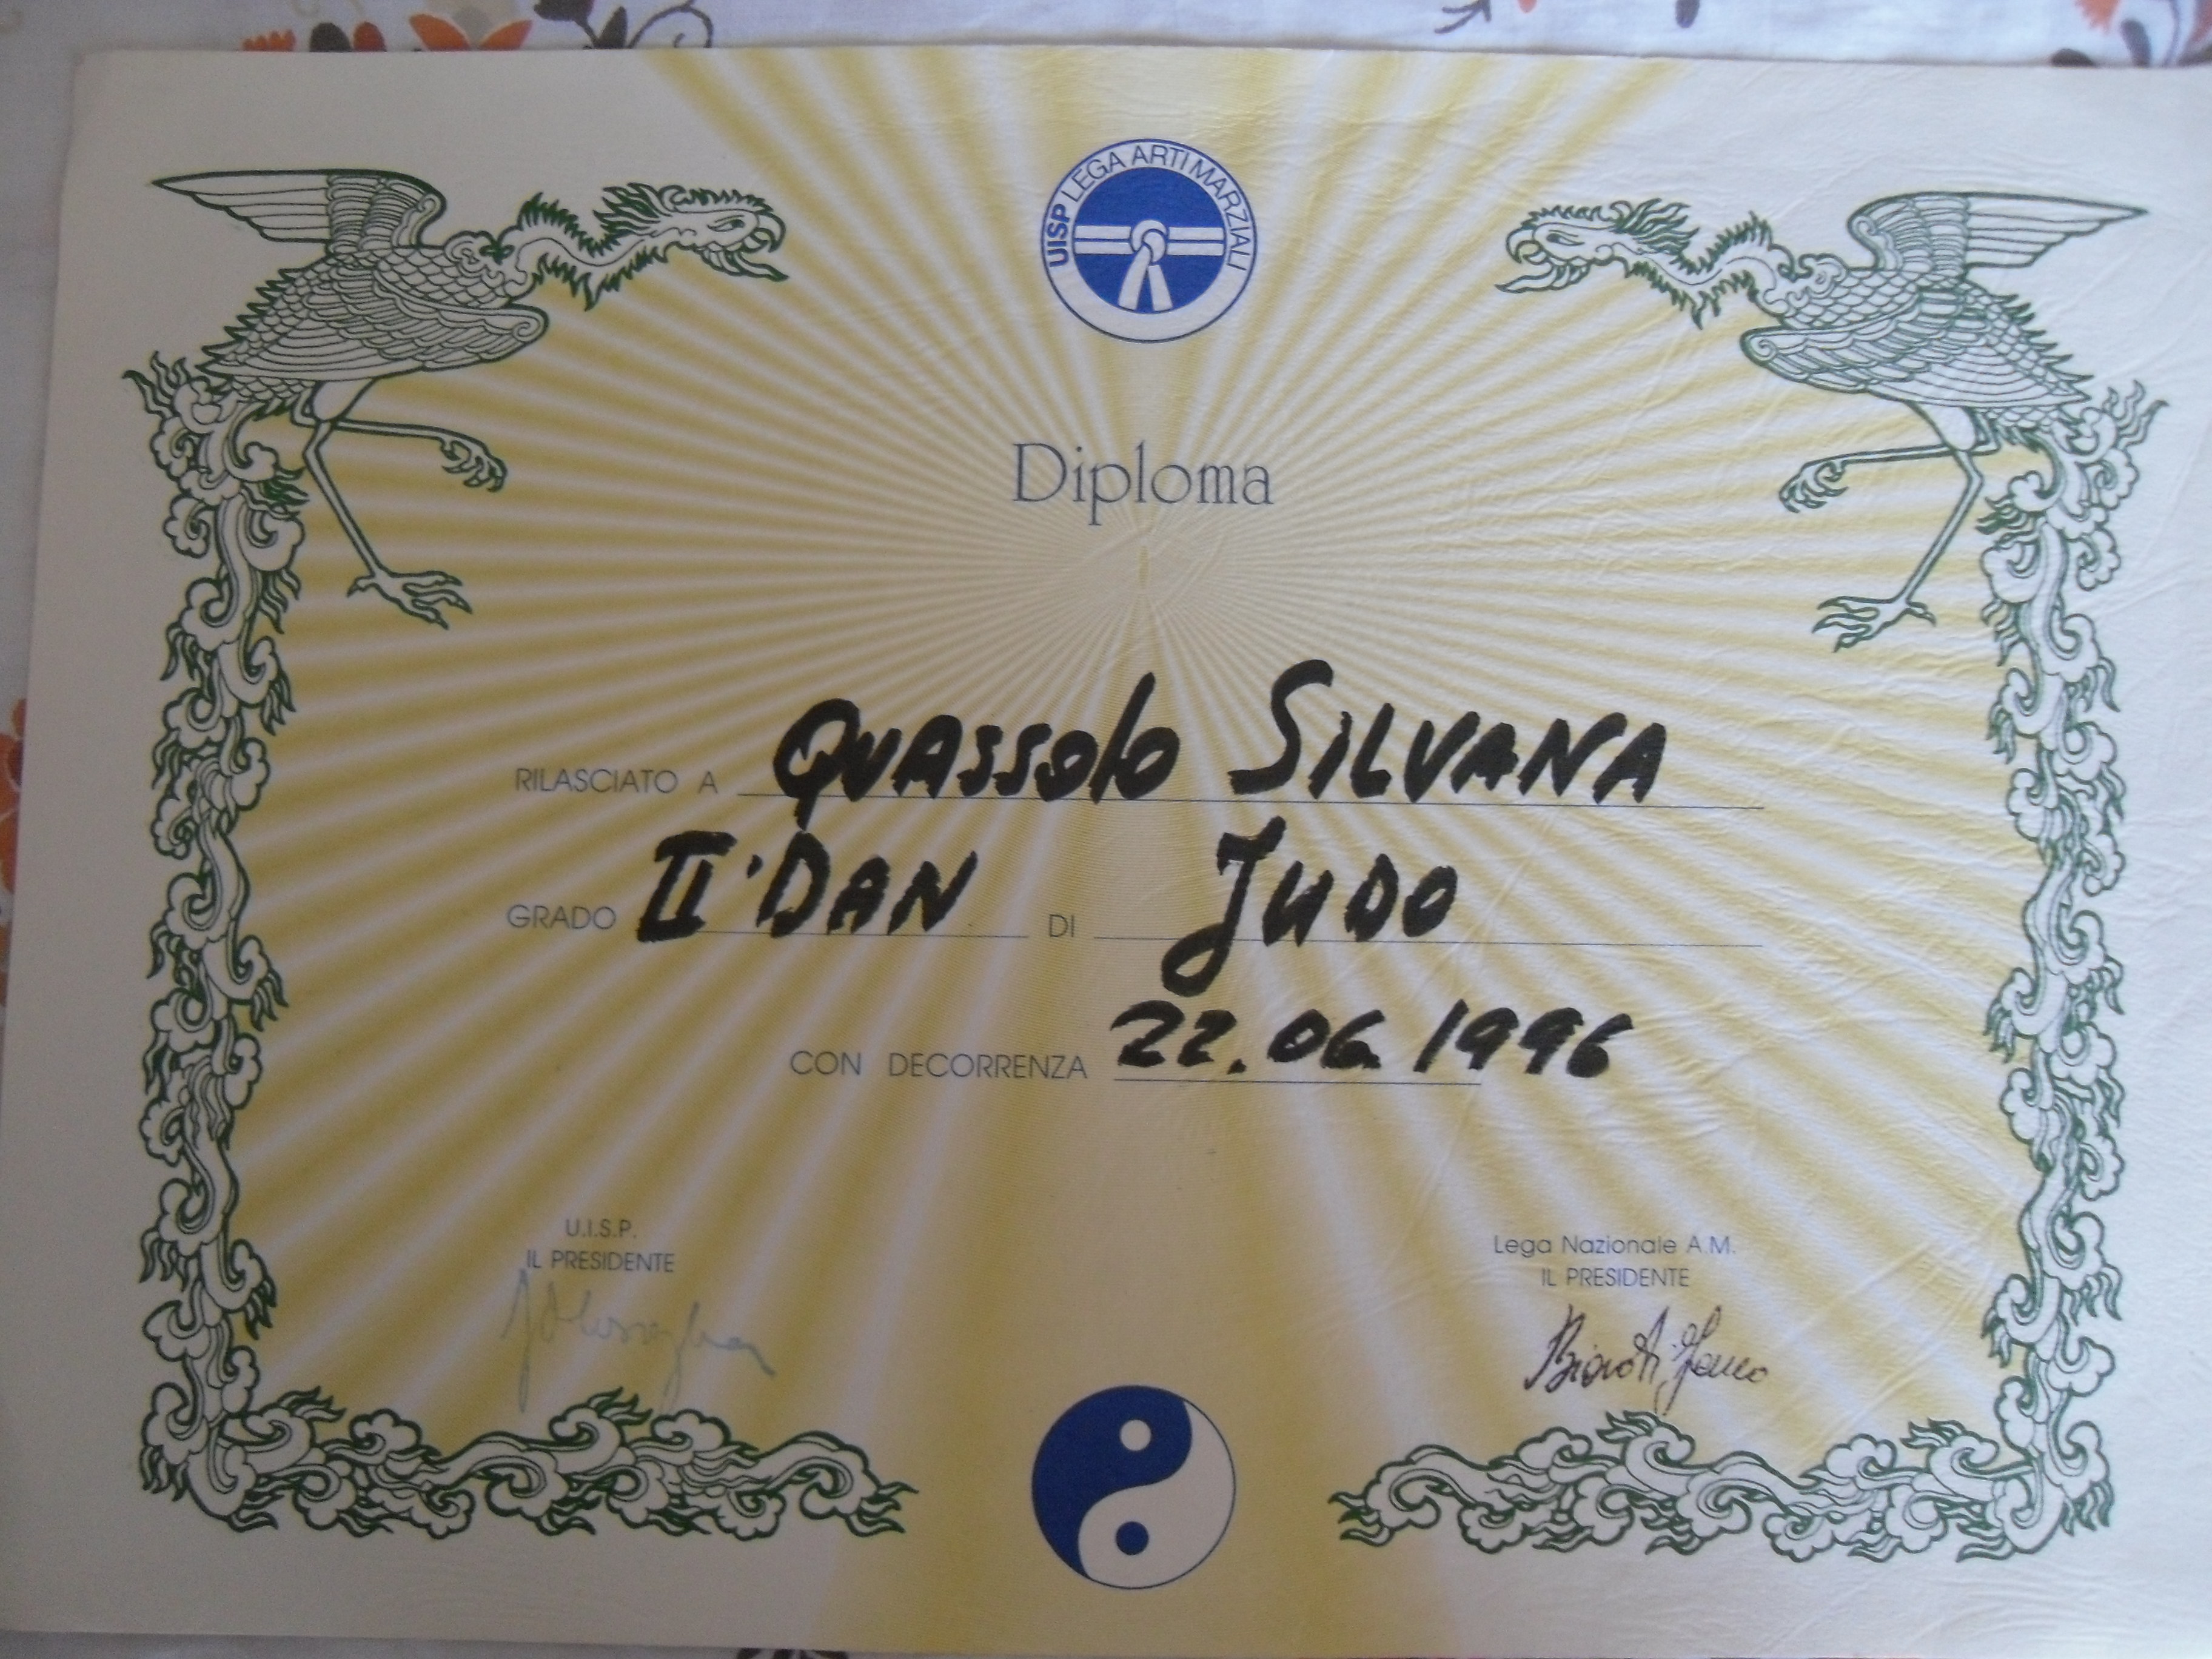 UISP LEGA ARTI MARZIALI
Diploma
RILASCIATO A QUASSOLO SILVANA
GRADO II° DAN DI JUDO
CON DECORRENZA 22.06.1996
U.I.S.P.
IL PRESIDENTE
Lega Nazionale A.M.
IL PRESIDENTE